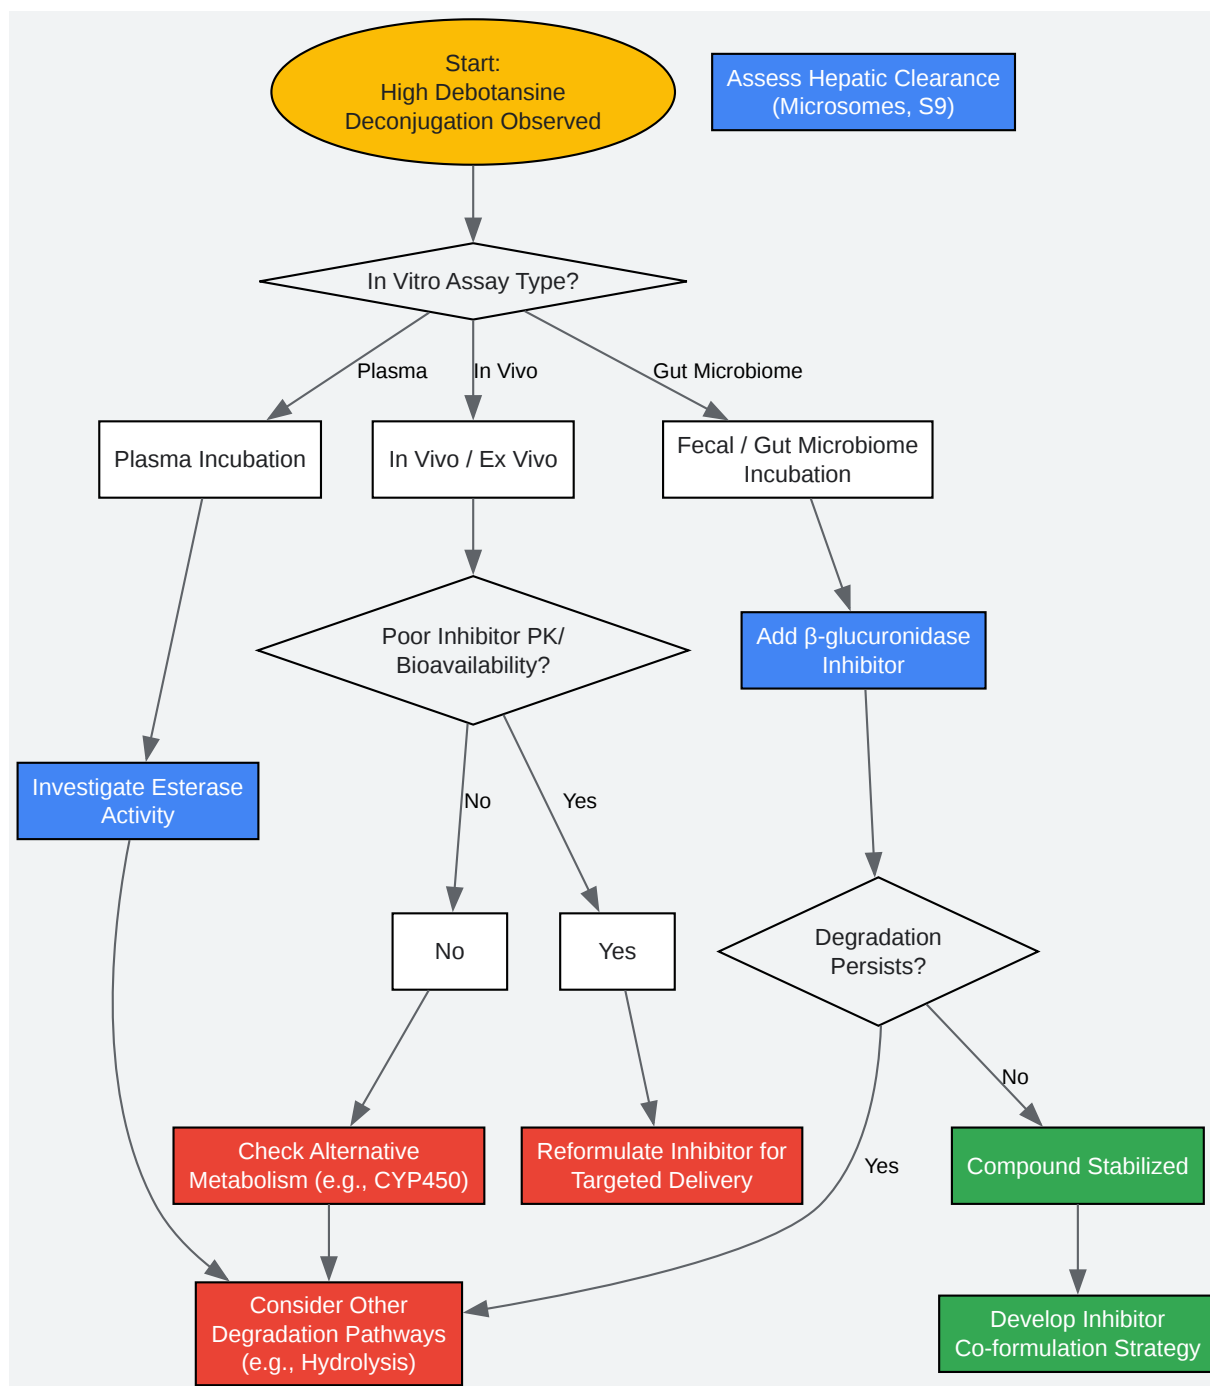 Start:
High Debotansine
Deconjugation Observed
Assess Hepatic Clearance
(Microsomes, S9)
In Vitro Assay Type?
Plasma
In Vivo
Gut Microbiome
Plasma Incubation
In Vivo / Ex Vivo
Fecal / Gut Microbiome
Incubation
Poor Inhibitor PK/
Bioavailability?
Add β-glucuronidase
Inhibitor
Investigate Esterase
Activity
No
Yes
No
Yes
Degradation
Persists?
No
Yes
Check Alternative
Metabolism (e.g., CYP450)
Reformulate Inhibitor for
Targeted Delivery
Compound Stabilized
Consider Other
Degradation Pathways
(e.g., Hydrolysis)
Develop Inhibitor
Co-formulation Strategy